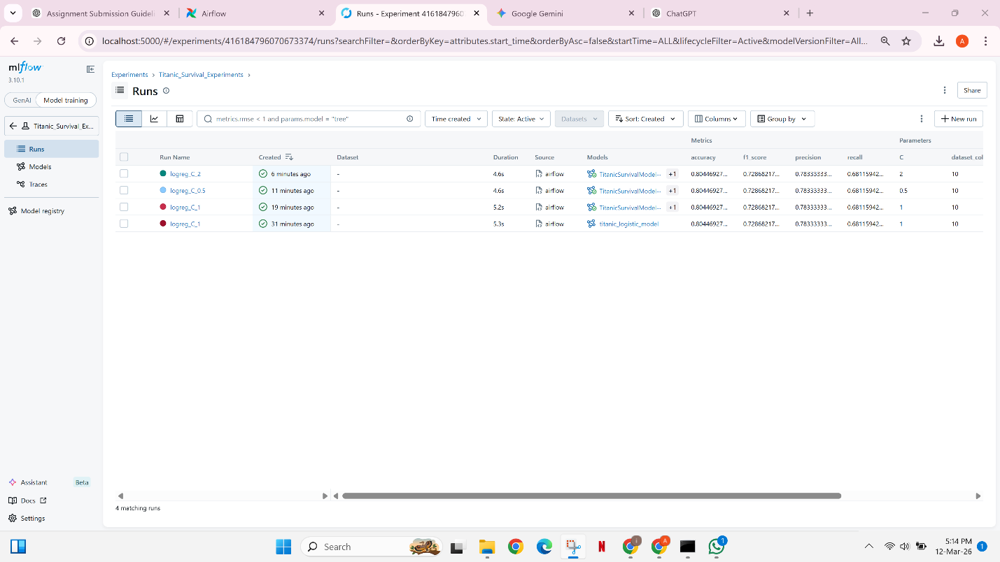 Assignment Submission Guideli
Airflow
Runs - Experiment 4161847960
Google Gemini
ChatGPT
localhost:5000/#/experiments/416184796070673374/runs?searchFilter=&orderByKey=attributes.start_time&orderByAsc=false&startTime=ALL&lifecycleFilter=Active&modelVersionFilter=All...
A
mlflow
3.10.1
GenAI Model training
Titanic_Survival_Ex...
Runs
Models
Traces
Model registry
Experiments > Titanic_Survival_Experiments >
Runs
Share
metrics.rmse < 1 and params.model = "tree" Time created State: Active Datasets Sort: Created Columns Group by + New run
Metrics Parameters
Run Name Created Dataset Duration Source Models accuracy f1_score precision recall C dataset_col
logreg_C_2 6 minutes ago - 4.6s airflow TitanicSurvivalModel... +1 0.80446927... 0.72868217... 0.78333333... 0.68115942... 2 10
logreg_C_0.5 11 minutes ago - 4.6s airflow TitanicSurvivalModel... +1 0.80446927... 0.72868217... 0.78333333... 0.68115942... 0.5 10
logreg_C_1 19 minutes ago - 5.2s airflow TitanicSurvivalModel... +1 0.80446927... 0.72868217... 0.78333333... 0.68115942... 1 10
logreg_C_1 31 minutes ago - 5.3s airflow titanic_logistic_model 0.80446927... 0.72868217... 0.78333333... 0.68115942... 1 10
4 matching runs
Assistant Beta
Docs
Settings
Search
N
A
1
5:14 PM
12-Mar-26
1